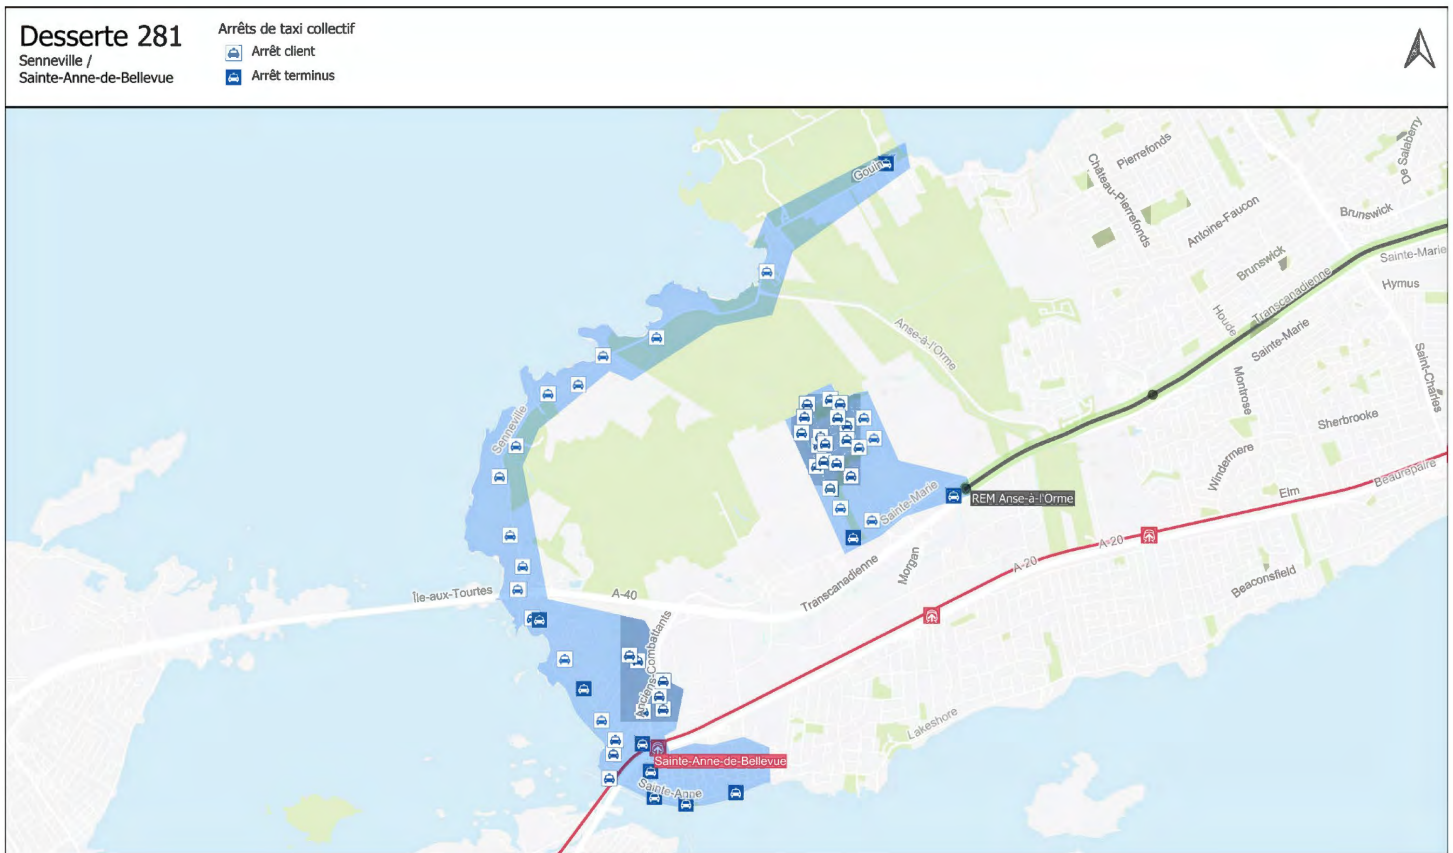 Desserte 281
Senneville /
Sainte-Anne-de-Bellevue
Arrêts de taxi collectif
Arrêt client
Arrêt terminus
Gouin
Pierrefonds
De Salaberry
Château-Pierrefonds
Antoine-Faucon
Brunswick
Brunswick
Sainte-Marie
Transcanadienne
Hymus
Houde
Sainte-Marie
Anse-à-l'Orme
Saint-Charles
Montrose
Sherbrooke
Senneville
Windermere
Beaurepaire
Elm
Sainte-Marie
REM Anse-à-l'Orme
A-20
A-20
Morgan
Transcanadienne
Beaconsfield
Île-aux-Tourtes
A-40
Anciens-Combattants
Lakeshore
Sainte-Anne-de-Bellevue
Sainte-Anne